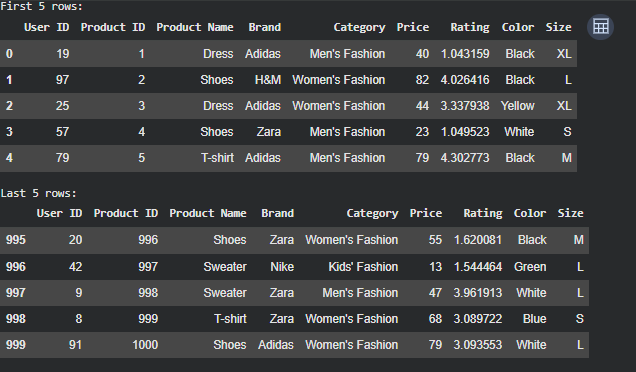 First 5 rows:
User ID Product ID Product Name Brand Category Price Rating Color Size
0 19 1 Dress Adidas Men's Fashion 40 1.043159 Black XL
1 97 2 Shoes H&M Women's Fashion 82 4.026416 Black L
2 25 3 Dress Adidas Women's Fashion 44 3.337938 Yellow XL
3 57 4 Shoes Zara Men's Fashion 23 1.049523 White S
4 79 5 T-shirt Adidas Men's Fashion 79 4.302773 Black M
Last 5 rows:
User ID Product ID Product Name Brand Category Price Rating Color Size
995 20 996 Shoes Zara Women's Fashion 55 1.620081 Black M
996 42 997 Sweater Nike Kids' Fashion 13 1.544464 Green L
997 9 998 Sweater Zara Men's Fashion 47 3.961913 White L
998 8 999 T-shirt Zara Women's Fashion 68 3.089722 Blue S
999 91 1000 Shoes Adidas Women's Fashion 79 3.093553 White L